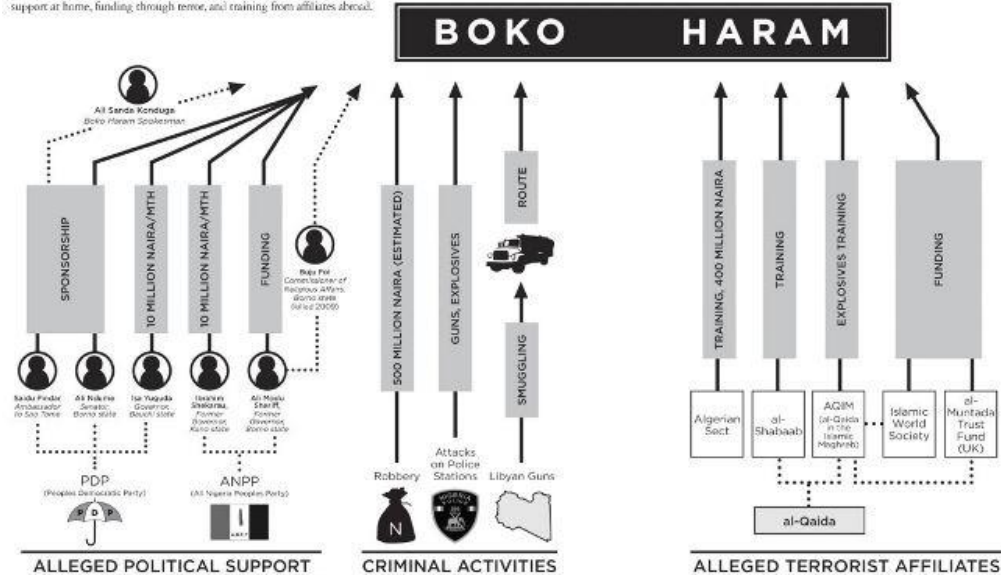 support at home, funding through terror, and training from affiliates abroad.
BOKO HARAM
Ali Sanda Konduga
Boko Haram Spokesman
SPONSORSHIP
10 MILLION NAIRA/MTH
10 MILLION NAIRA/MTH
FUNDING
Buju Foi
Commissioner of
Religious Affairs,
Borno state
(killed 2009)
Saidu Pindar
Ambassador
to Sao Tome
Ali Ndume
Senator,
Borno state
Isa Yuguda
Governor,
Bauchi state
Ibrahim
Shekarau,
Former
Governor,
Kano state
Ali Modu
Sheriff,
Former
Governor,
Borno state
PDP
(Peoples Democratic Party)
P D P
ANPP
(All Nigeria Peoples Party)
ALLEGED POLITICAL SUPPORT
500 MILLION NAIRA (ESTIMATED)
GUNS, EXPLOSIVES
ROUTE
SMUGGLING
Robbery
N
Attacks
on Police
Stations
NIGERIA
POLICE
Libyan Guns
CRIMINAL ACTIVITIES
TRAINING, 400 MILLION NAIRA
TRAINING
EXPLOSIVES TRAINING
FUNDING
Algerian
Sect
al-
Shabaab
AQIM
(al-Qaida
in the
Islamic
Maghreb)
Islamic
World
Society
al-
Muntada
Trust
Fund
(UK)
al-Qaida
ALLEGED TERRORIST AFFILIATES